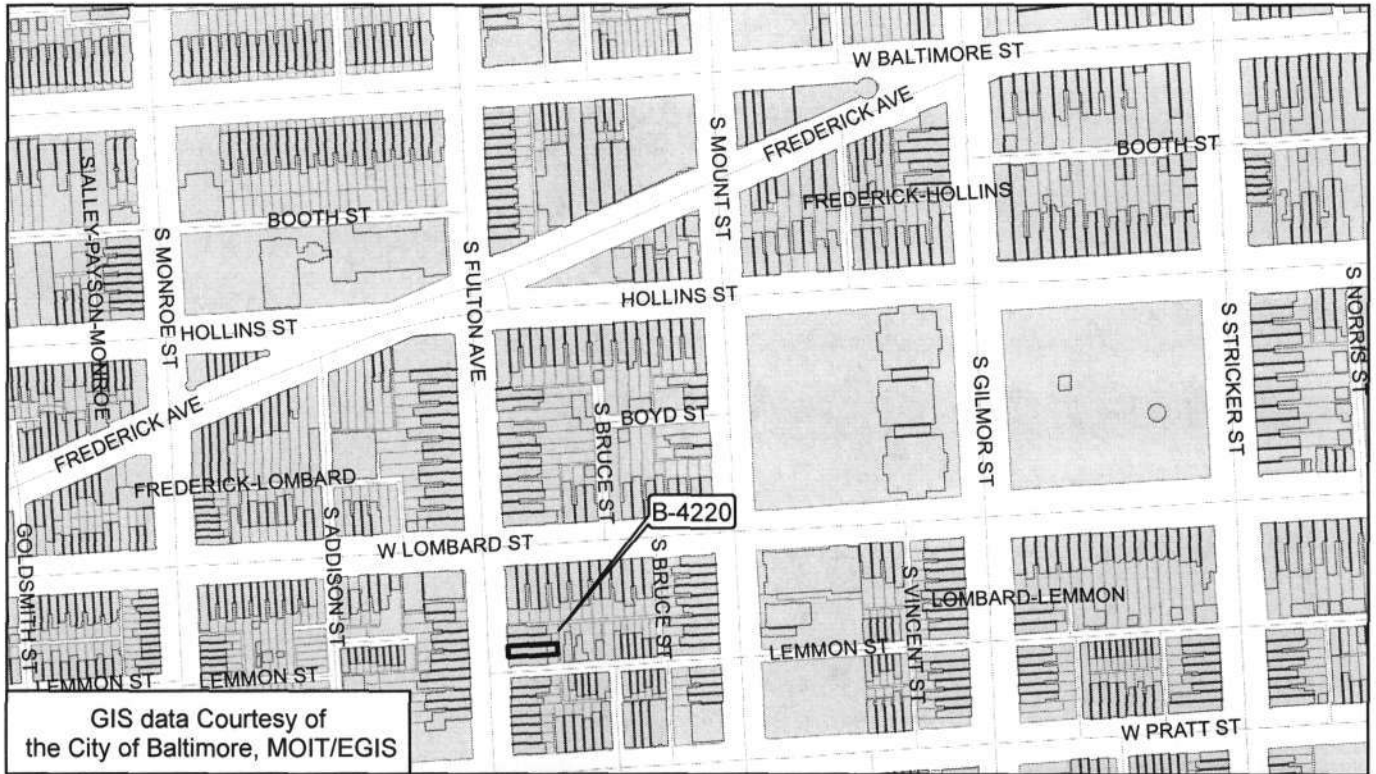 W BALTIMORE ST
FREDERICK AVE
BOOTH ST
S MOUNT ST
FREDERICK-HOLLINS
S ALLEY-PAYSON-MONROE
BOOTH ST
S MONROE ST
S FULTON AVE
HOLLINS ST
S NORRIS ST
HOLLINS ST
S STRICKER ST
S GILMOR ST
FREDERICK AVE
S BRUCE ST
BOYD ST
FREDERICK-LOMBARD
B-4220
GOLDSMITH ST
S ADDISON ST
W LOMBARD ST
S BRUCE ST
S VINCENT ST
LOMBARD-LEMMON
LEMMON ST
LEMMON ST
LEMMON ST
W PRATT ST
GIS data Courtesy of
the City of Baltimore, MOIT/EGIS